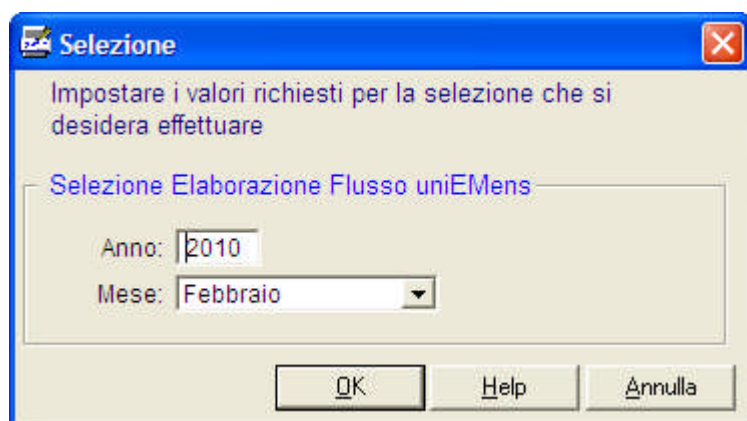 Selezione
Impostare i valori richiesti per la selezione che si
desidera effettuare
Selezione Elaborazione Flusso uniEMens
Anno: 2010
Mese: Febbraio
OK Help Annulla